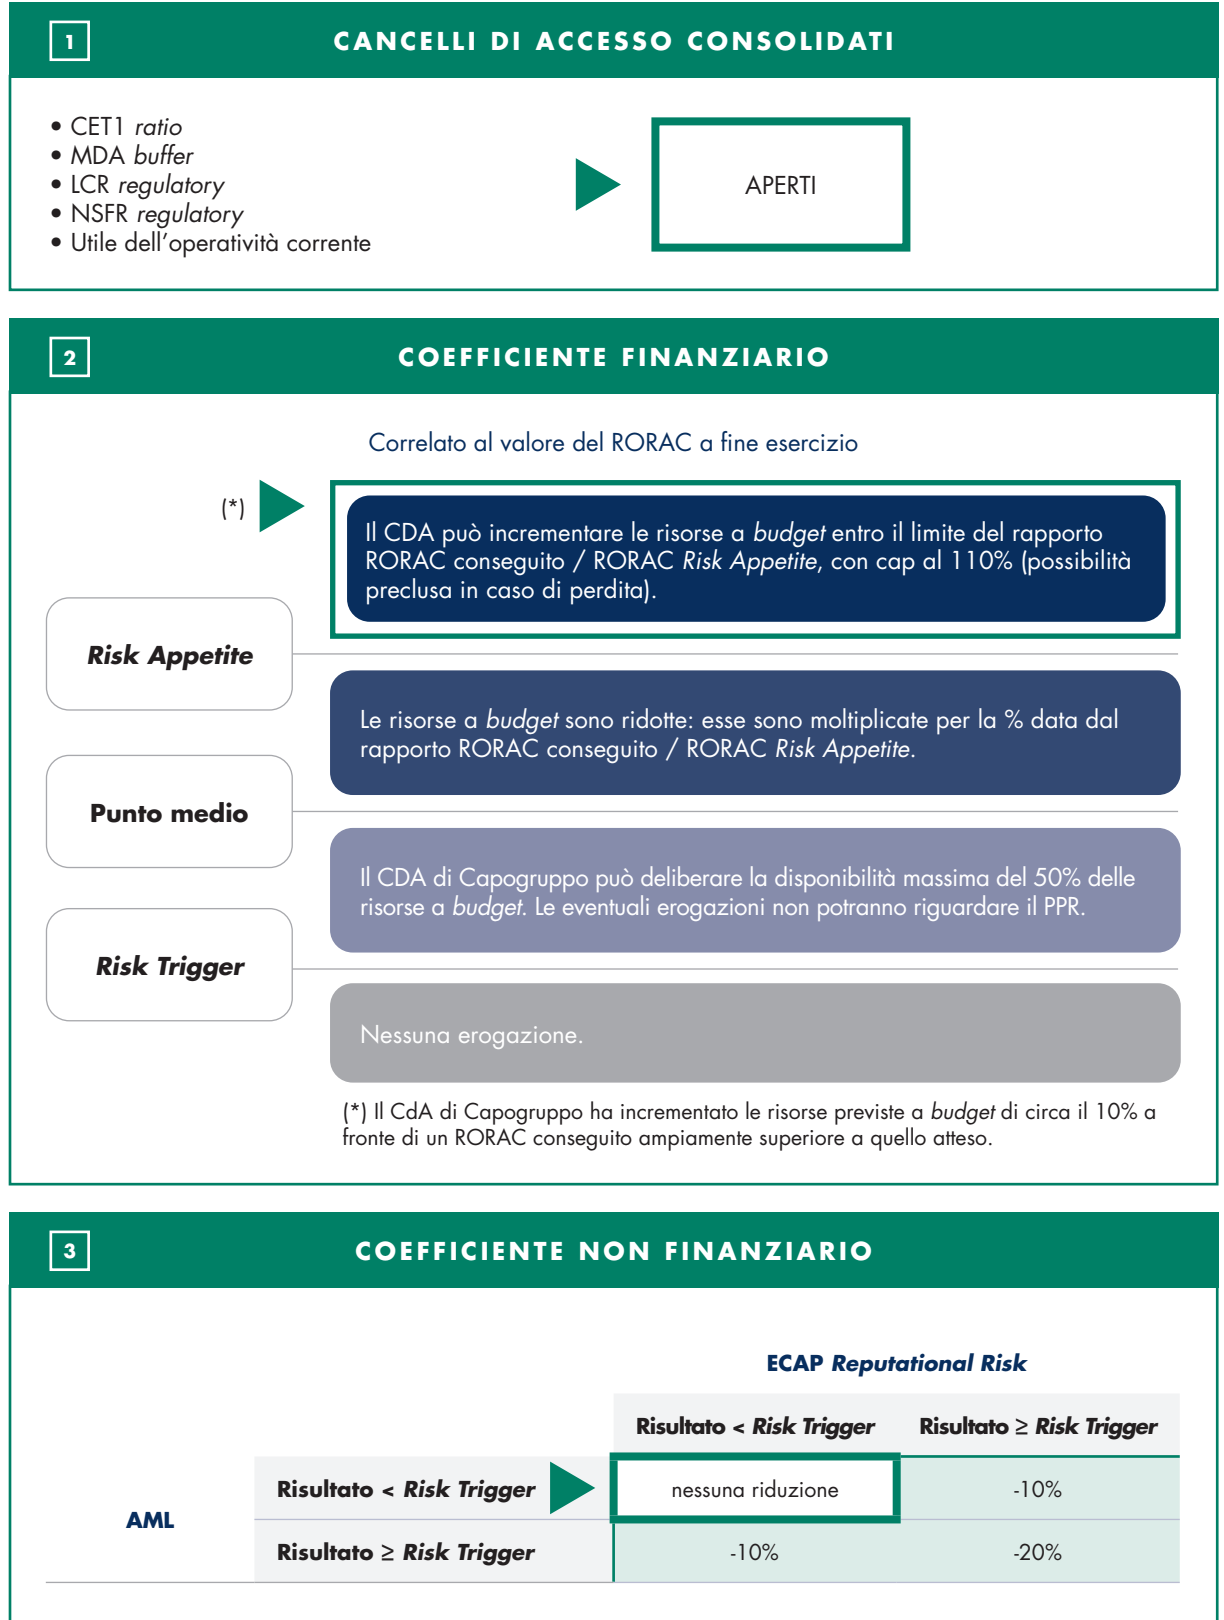 1
CANCELLI DI ACCESSO CONSOLIDATI
• CET1 ratio
• MDA buffer
• LCR regulatory
• NSFR regulatory
• Utile dell'operatività corrente
APERTI
2
COEFFICIENTE FINANZIARIO
Correlato al valore del RORAC a fine esercizio
(*)
Il CDA può incrementare le risorse a budget entro il limite del rapporto
RORAC conseguito / RORAC Risk Appetite, con cap al 110% (possibilità
preclusa in caso di perdita).
Risk Appetite
Le risorse a budget sono ridotte: esse sono moltiplicate per la % data dal
rapporto RORAC conseguito / RORAC Risk Appetite.
Punto medio
Il CDA di Capogruppo può deliberare la disponibilità massima del 50% delle
risorse a budget. Le eventuali erogazioni non potranno riguardare il PPR.
Risk Trigger
Nessuna erogazione.
(*) Il CdA di Capogruppo ha incrementato le risorse previste a budget di circa il 10% a
fronte di un RORAC conseguito ampiamente superiore a quello atteso.
3
COEFFICIENTE NON FINANZIARIO
ECAP Reputational Risk
Risultato < Risk Trigger Risultato ≥ Risk Trigger
AML
Risultato < Risk Trigger nessuna riduzione -10%
Risultato ≥ Risk Trigger -10% -20%